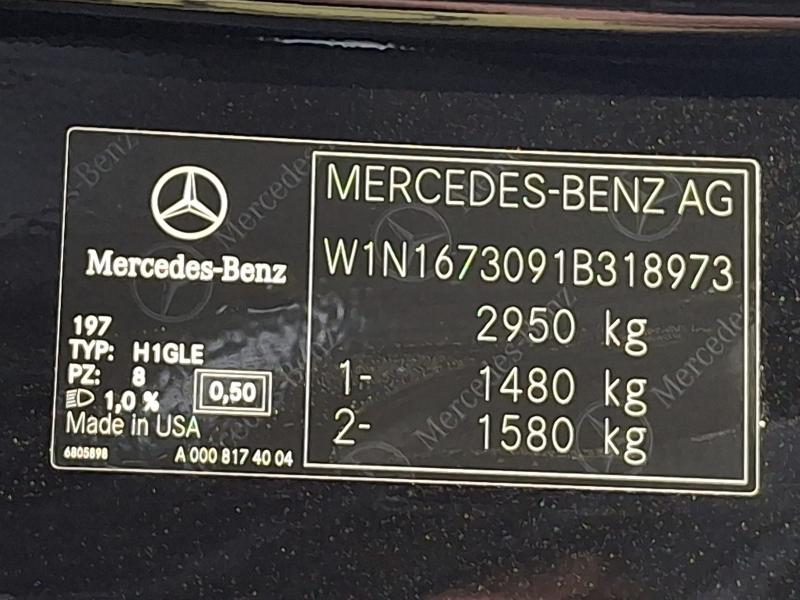 Mercedes-Benz
197
TYP: H1GLE
PZ: 8
1,0 %
0,50
Made in USA
6805898 A 000 817 40 04
MERCEDES-BENZ AG
W1N1673091B318973
2950 kg
1- 1480 kg
2- 1580 kg